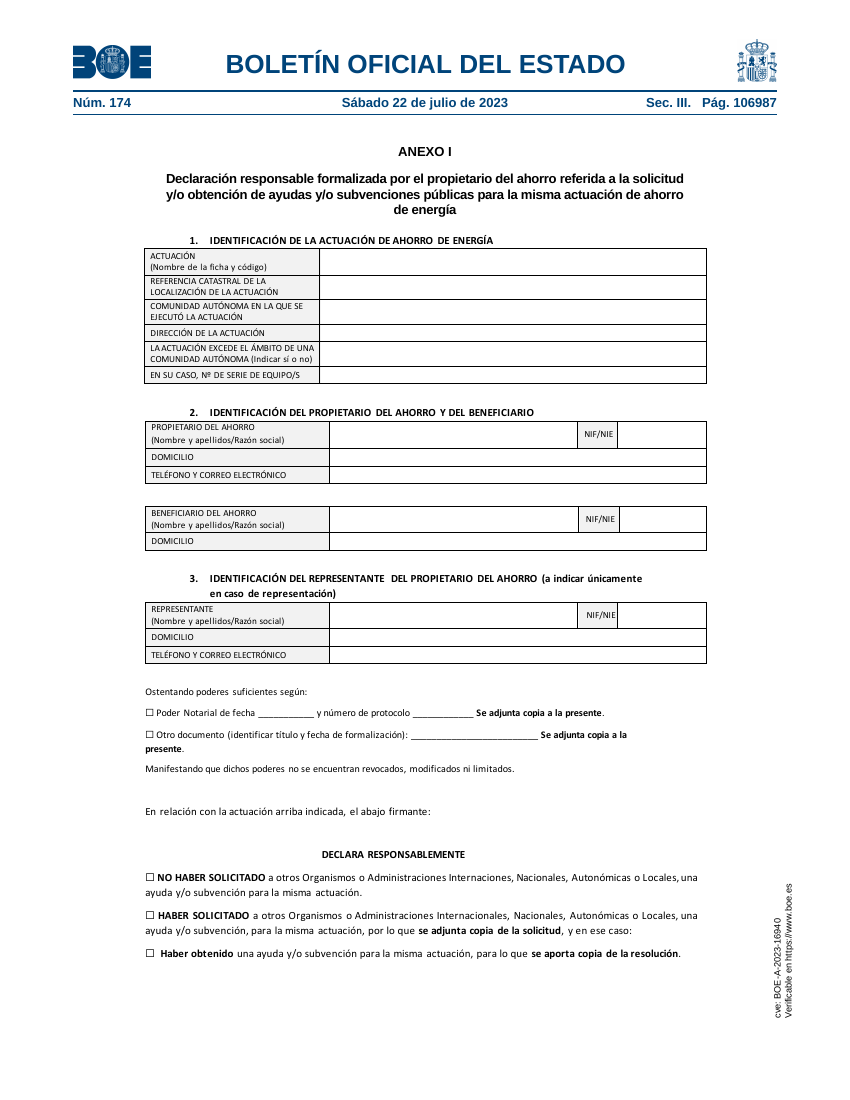 BOE
BOLETÍN OFICIAL DEL ESTADO
Núm. 174 Sábado 22 de julio de 2023 Sec. III. Pág. 106987
ANEXO I
Declaración responsable formalizada por el propietario del ahorro referida a la solicitud
y/o obtención de ayudas y/o subvenciones públicas para la misma actuación de ahorro
de energía
1. IDENTIFICACIÓN DE LA ACTUACIÓN DE AHORRO DE ENERGÍA
ACTUACIÓN
(Nombre de la ficha y código)
REFERENCIA CATASTRAL DE LA
LOCALIZACIÓN DE LA ACTUACIÓN
COMUNIDAD AUTÓNOMA EN LA QUE SE
EJECUTÓ LA ACTUACIÓN
DIRECCIÓN DE LA ACTUACIÓN
LA ACTUACIÓN EXCEDE EL ÁMBITO DE UNA
COMUNIDAD AUTÓNOMA (Indicar sí o no)
EN SU CASO, Nº DE SERIE DE EQUIPO/S
2. IDENTIFICACIÓN DEL PROPIETARIO DEL AHORRO Y DEL BENEFICIARIO
PROPIETARIO DEL AHORRO
(Nombre y apellidos/Razón social) NIF/NIE
DOMICILIO
TELÉFONO Y CORREO ELECTRÓNICO
BENEFICIARIO DEL AHORRO
(Nombre y apellidos/Razón social) NIF/NIE
DOMICILIO
3. IDENTIFICACIÓN DEL REPRESENTANTE DEL PROPIETARIO DEL AHORRO (a indicar únicamente
en caso de representación)
REPRESENTANTE
(Nombre y apellidos/Razón social) NIF/NIE
DOMICILIO
TELÉFONO Y CORREO ELECTRÓNICO
Ostentando poderes suficientes según:
☐ Poder Notarial de fecha ___________ y número de protocolo ____________ Se adjunta copia a la presente.
☐ Otro documento (identificar título y fecha de formalización): _________________________ Se adjunta copia a la
presente.
Manifestando que dichos poderes no se encuentran revocados, modificados ni limitados.
En relación con la actuación arriba indicada, el abajo firmante:
DECLARA RESPONSABLEMENTE
☐ NO HABER SOLICITADO a otros Organismos o Administraciones Internaciones, Nacionales, Autonómicas o Locales, una
ayuda y/o subvención para la misma actuación.
☐ HABER SOLICITADO a otros Organismos o Administraciones Internacionales, Nacionales, Autonómicas o Locales, una
ayuda y/o subvención, para la misma actuación, por lo que se adjunta copia de la solicitud, y en ese caso:
☐ Haber obtenido una ayuda y/o subvención para la misma actuación, para lo que se aporta copia de la resolución.
cve: BOE-A-2023-16940
Verificable en https://www.boe.es